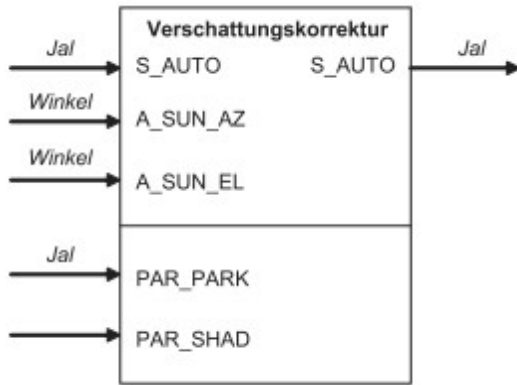 Verschattungskorrektur
Jal
S_AUTO
S_AUTO
Jal
Winkel
A_SUN_AZ
Winkel
A_SUN_EL
Jal
PAR_PARK
PAR_SHAD